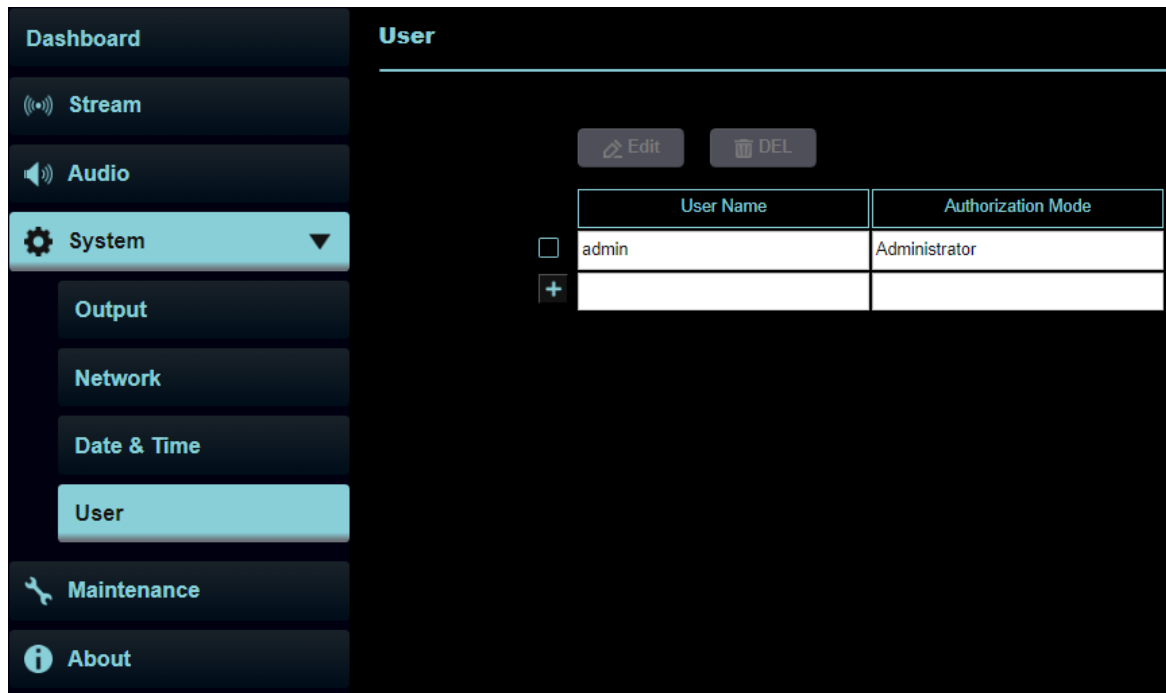 Dashboard
Stream
Audio
System
Output
Network
Date & Time
User
Maintenance
About
User
Edit
DEL
User Name
Authorization Mode
admin
Administrator